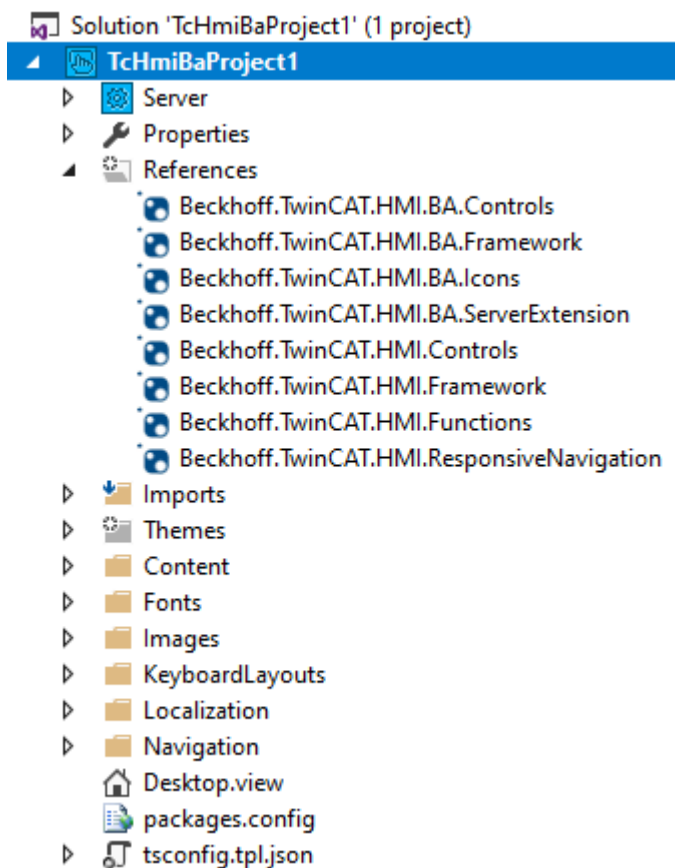 Solution 'TcHmiBaProject1' (1 project)
TcHmiBaProject1
Server
Properties
References
Beckhoff.TwinCAT.HMI.BA.Controls
Beckhoff.TwinCAT.HMI.BA.Framework
Beckhoff.TwinCAT.HMI.BA.Icons
Beckhoff.TwinCAT.HMI.BA.ServerExtension
Beckhoff.TwinCAT.HMI.Controls
Beckhoff.TwinCAT.HMI.Framework
Beckhoff.TwinCAT.HMI.Functions
Beckhoff.TwinCAT.HMI.ResponsiveNavigation
Imports
Themes
Content
Fonts
Images
KeyboardLayouts
Localization
Navigation
Desktop.view
packages.config
tsconfig.tpl.json